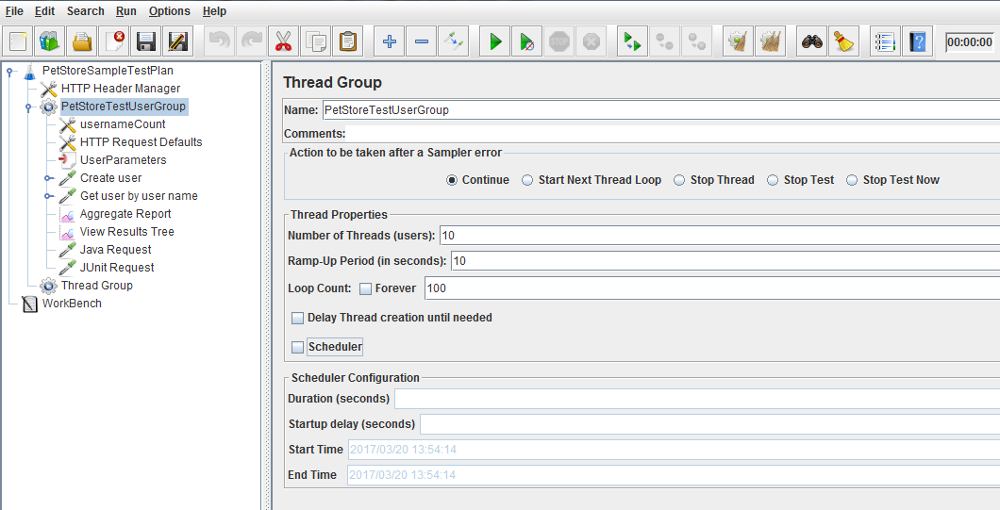 File Edit Search Run Options Help
STOP 00:00:00
PetStoreSampleTestPlan
HTTP Header Manager
PetStoreTestUserGroup
usernameCount
HTTP Request Defaults
UserParameters
Create user
Get user by user name
Aggregate Report
View Results Tree
Java Request
JUnit Request
Thread Group
WorkBench
Thread Group
Name: PetStoreTestUserGroup
Comments:
Action to be taken after a Sampler error
Continue Start Next Thread Loop Stop Thread Stop Test Stop Test Now
Thread Properties
Number of Threads (users): 10
Ramp-Up Period (in seconds): 10
Loop Count: Forever 100
Delay Thread creation until needed
Scheduler
Scheduler Configuration
Duration (seconds)
Startup delay (seconds)
Start Time 2017/03/20 13:54:14
End Time 2017/03/20 13:54:14